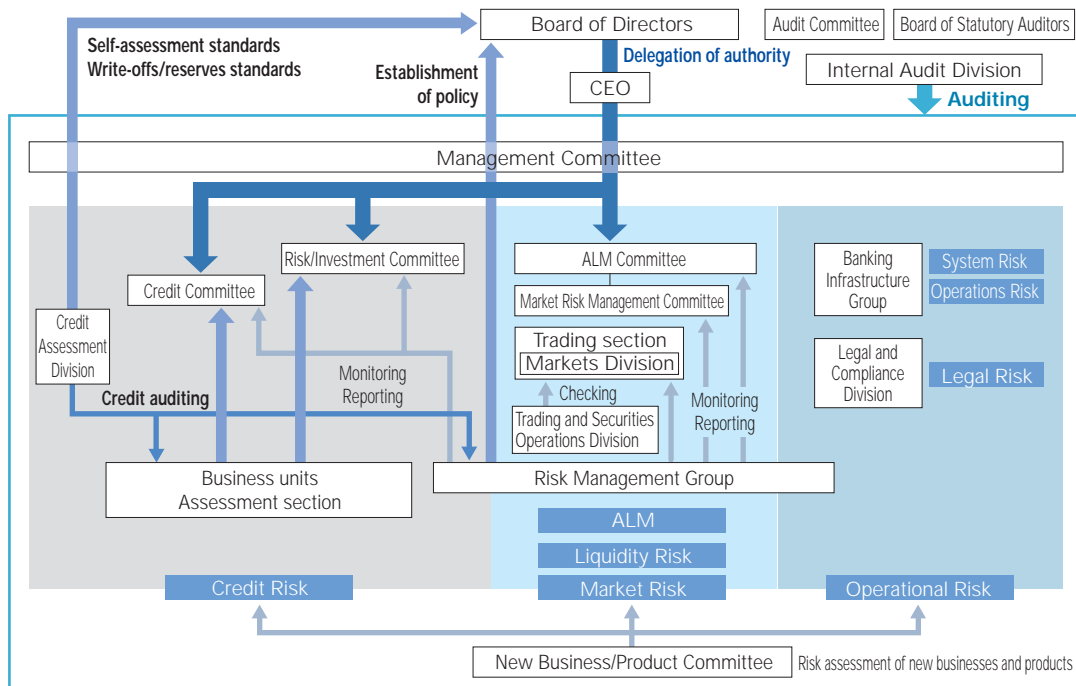 Board of Directors
Audit Committee
Board of Statutory Auditors
Self-assessment standards
Write-offs/reserves standards
Establishment
of policy
Delegation of authority
CEO
Internal Audit Division
Auditing
Management Committee
Risk/Investment Committee
Credit Committee
ALM Committee
Market Risk Management Committee
Trading section
Markets Division
Checking
Trading and Securities
Operations Division
Banking
Infrastructure
Group
System Risk
Operations Risk
Legal and
Compliance
Division
Legal Risk
Credit
Assessment
Division
Credit auditing
Monitoring
Reporting
Monitoring
Reporting
Business units
Assessment section
Risk Management Group
ALM
Liquidity Risk
Credit Risk
Market Risk
Operational Risk
New Business/Product Committee
Risk assessment of new businesses and products